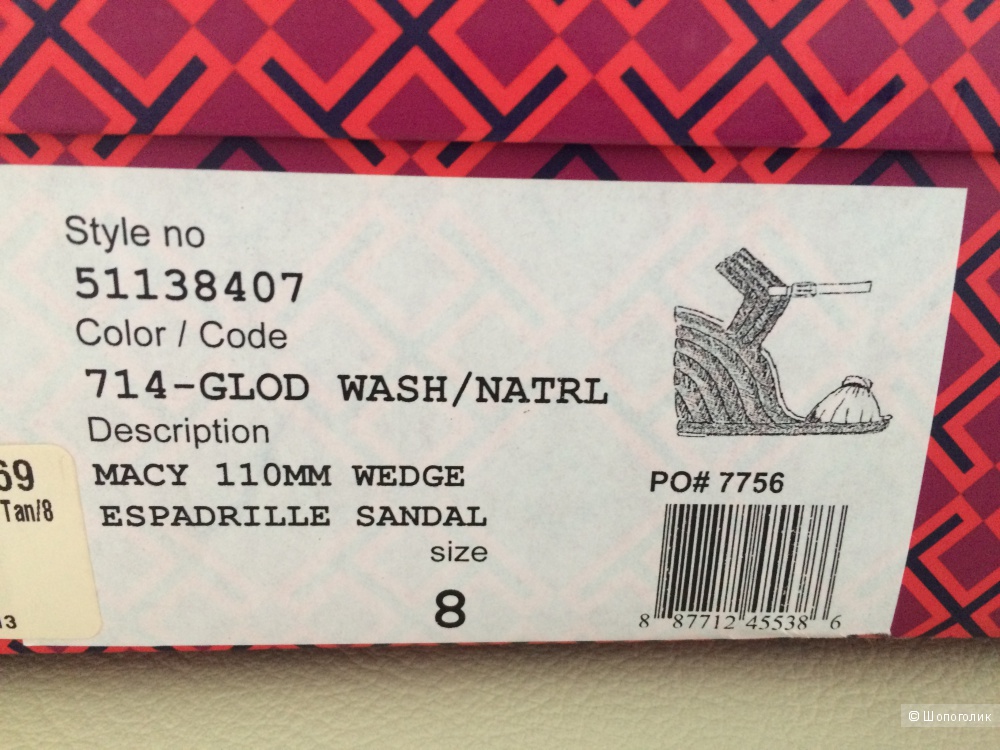 Style no
51138407
Color / Code
714-GLOD WASH/NATRL
Description
MACY 110MM WEDGE
ESPADRILLE SANDAL
size
8
PO# 7756
8 87712 45538 6
69
Tan/8
13
© Шопоголик